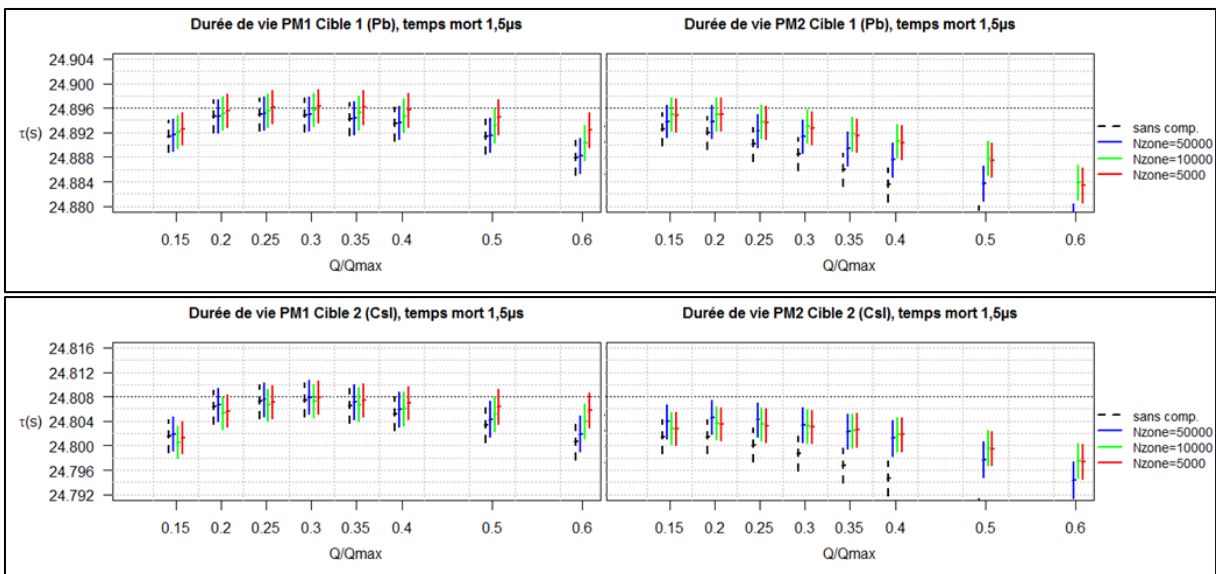 Durée de vie PM1 Cible 1 (Pb), temps mort 1,5µs
Durée de vie PM2 Cible 1 (Pb), temps mort 1,5µs
24.904
24.900
24.896
24.892
24.888
24.884
24.880
τ(s)
sans comp.
Nzone=50000
Nzone=10000
Nzone=5000
0.15 0.2 0.25 0.3 0.35 0.4 0.5 0.6
0.15 0.2 0.25 0.3 0.35 0.4 0.5 0.6
Q/Qmax
Q/Qmax
Durée de vie PM1 Cible 2 (CsI), temps mort 1,5µs
Durée de vie PM2 Cible 2 (CsI), temps mort 1,5µs
24.816
24.812
24.808
24.804
24.800
24.796
24.792
τ(s)
sans comp.
Nzone=50000
Nzone=10000
Nzone=5000
0.15 0.2 0.25 0.3 0.35 0.4 0.5 0.6
0.15 0.2 0.25 0.3 0.35 0.4 0.5 0.6
Q/Qmax
Q/Qmax